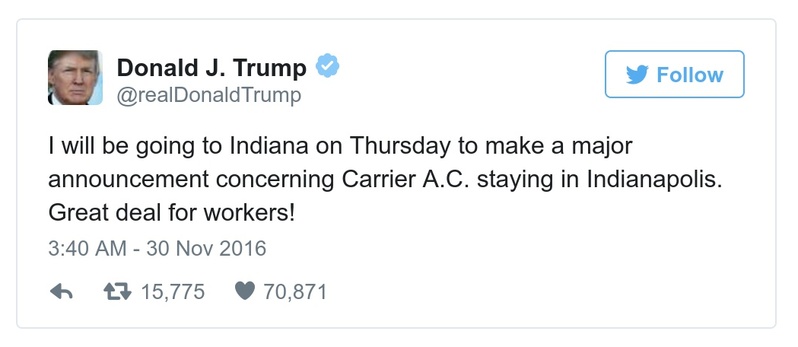 Donald J. Trump
@realDonaldTrump
Follow
I will be going to Indiana on Thursday to make a major
announcement concerning Carrier A.C. staying in Indianapolis.
Great deal for workers!
3:40 AM - 30 Nov 2016
15,775 70,871